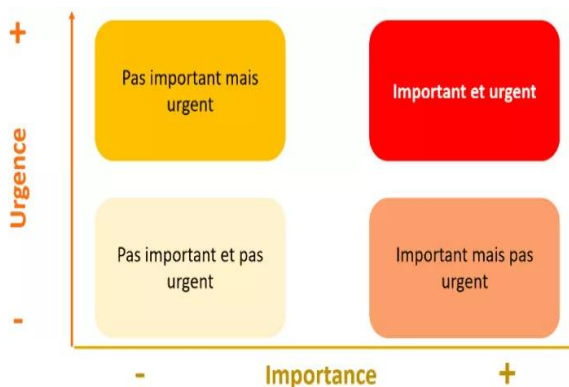 +
Pas important mais
urgent
Important et urgent
Urgence
Pas important et pas
urgent
Important mais pas
urgent
-
- Importance +